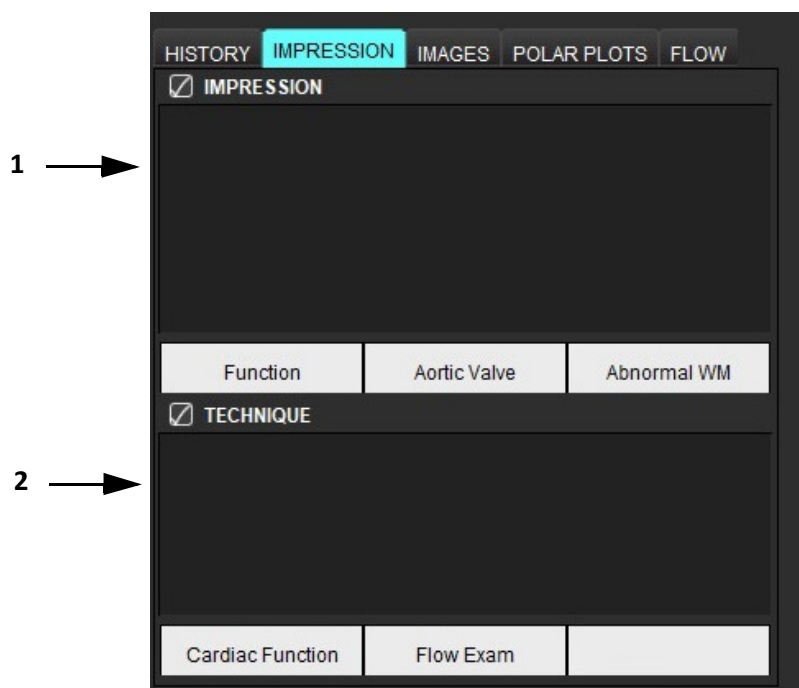 HISTORY IMPRESSION IMAGES POLAR PLOTS FLOW
IMPRESSION
1
Function Aortic Valve Abnormal WM
TECHNIQUE
2
Cardiac Function Flow Exam